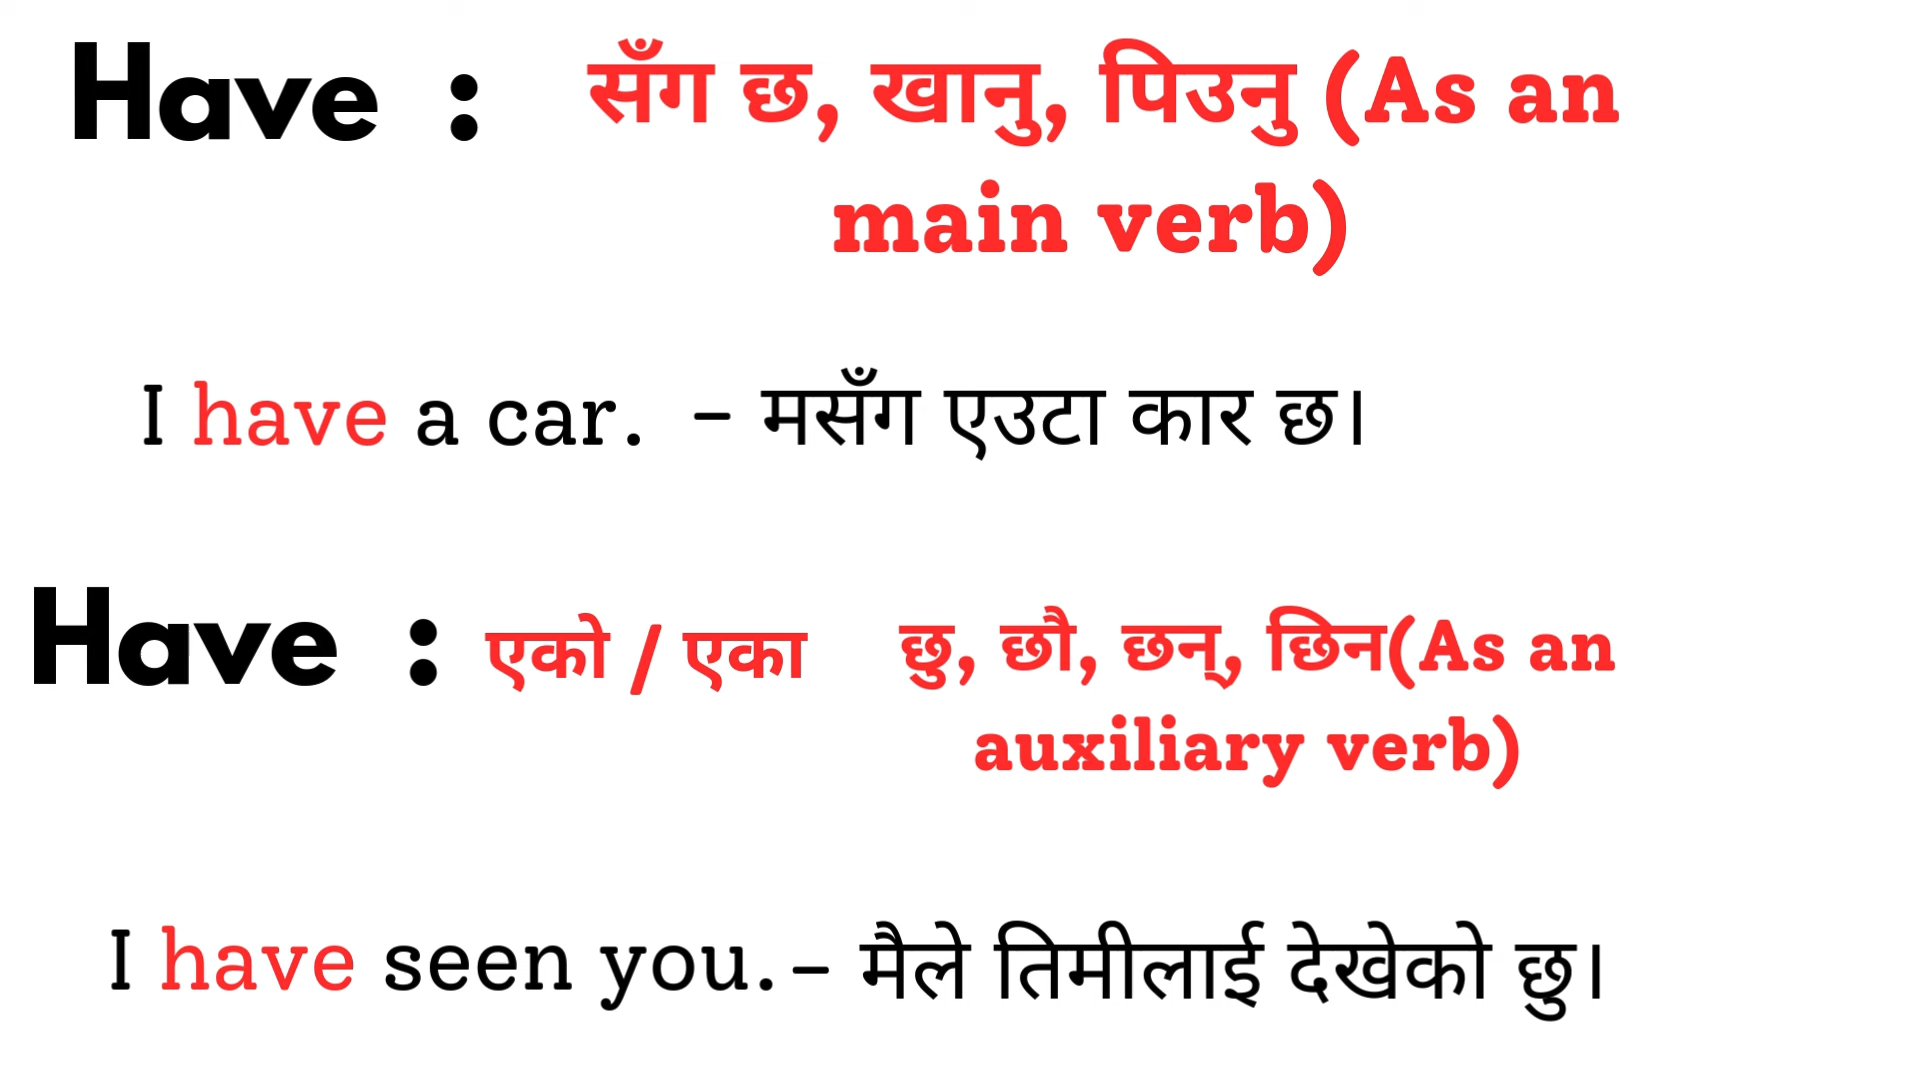 Have : सँग छ, खानु, पिउनु (As an
main verb)
I have a car. - मसँग एउटा कार छ।
Have : एको / एका छु, छौ, छन्, छिन(As an
auxiliary verb)
I have seen you. - मैले तिमीलाई देखेको छु।